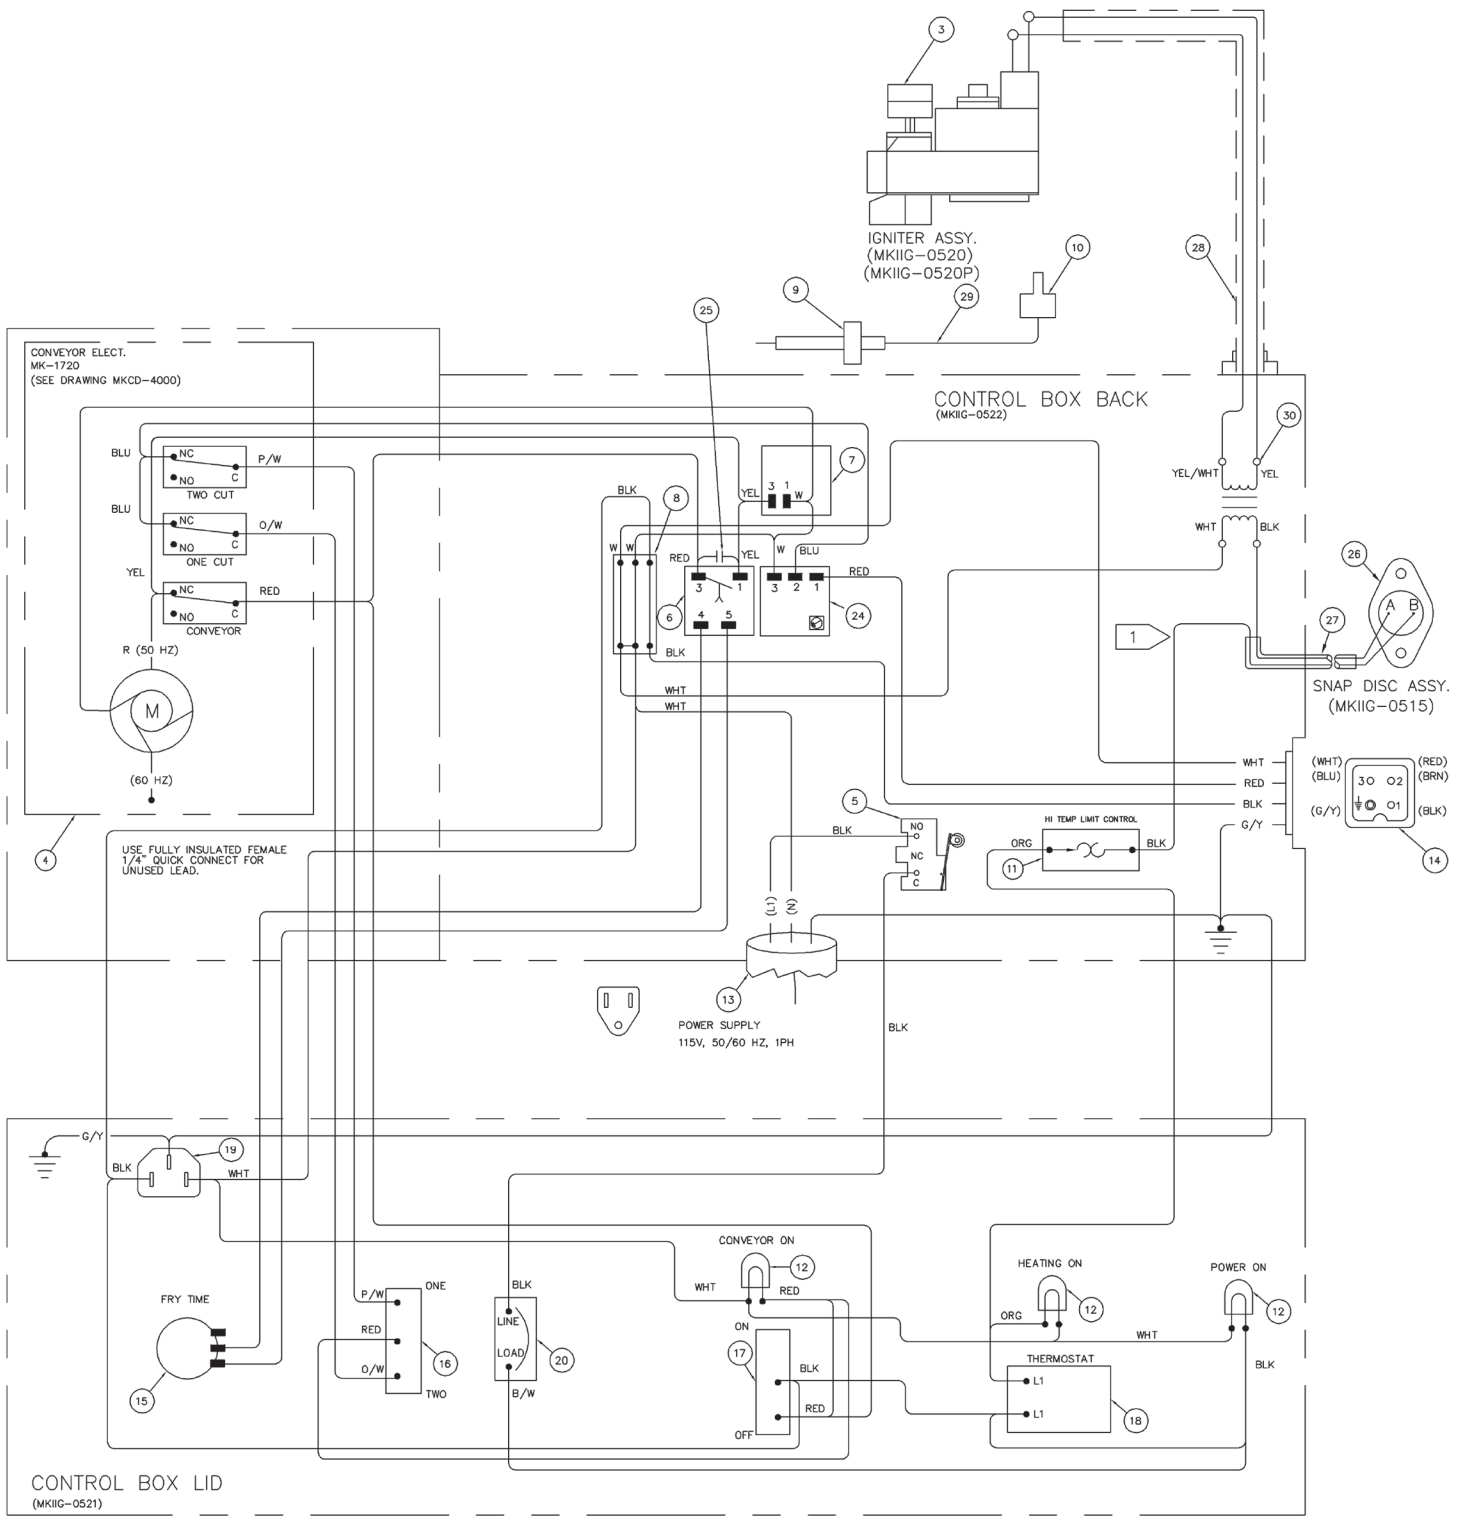 3
IGNITER ASSY.
(MKIIG-0520)
(MKIIG-0520P)
10
28
9
29
25
CONVEYOR ELECT.
MK-1720
(SEE DRAWING MKCD-4000)
CONTROL BOX BACK
(MKIIG-0522)
30
BLU
NC
P/W
NO
C
TWO CUT
7
3 1
YEL
W
YEL/WHT
YEL
BLK
8
BLU
NC
O/W
NO
C
ONE CUT
WHT
BLK
W W
RED
YEL
W
BLU
26
YEL
NC
RED
NO
C
CONVEYOR
3
1
4
5
6
3 2 1
RED
24
A B
27
1
R (50 HZ)
BLK
WHT
WHT
SNAP DISC ASSY.
(MKIIG-0515)
M
(60 HZ)
WHT
RED
BLK
G/Y
(WHT)
(BLU)
(G/Y)
3
2
1
(RED)
(BRN)
(BLK)
14
4
USE FULLY INSULATED FEMALE
1/4" QUICK CONNECT FOR
UNUSED LEAD.
5
BLK
NO
NC
C
HI TEMP LIMIT CONTROL
ORG
BLK
11
(L1)
(N)
13
POWER SUPPLY
115V, 50/60 HZ, 1PH
BLK
G/Y
19
BLK
WHT
CONVEYOR ON
12
WHT
RED
HEATING ON
12
ORG
POWER ON
12
WHT
BLK
FRY TIME
15
P/W
ONE
RED
16
O/W
TWO
BLK
LINE
LOAD
20
B/W
ON
17
BLK
RED
OFF
THERMOSTAT
L1
L1
18
CONTROL BOX LID
(MKIIG-0521)